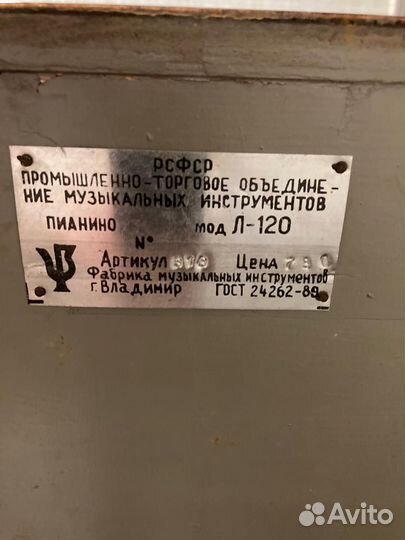 РСФСР
ПРОМЫШЛЕННО-ТОРГОВОЕ ОБЪЕДИНЕ-
НИЕ МУЗЫКАЛЬНЫХ ИНСТРУМЕНТОВ
ПИАНИНО мод Л-120
№
Артикул Цена
Фабрика музыкальных инструментов
г. Владимир ГОСТ 24262-80
Avito